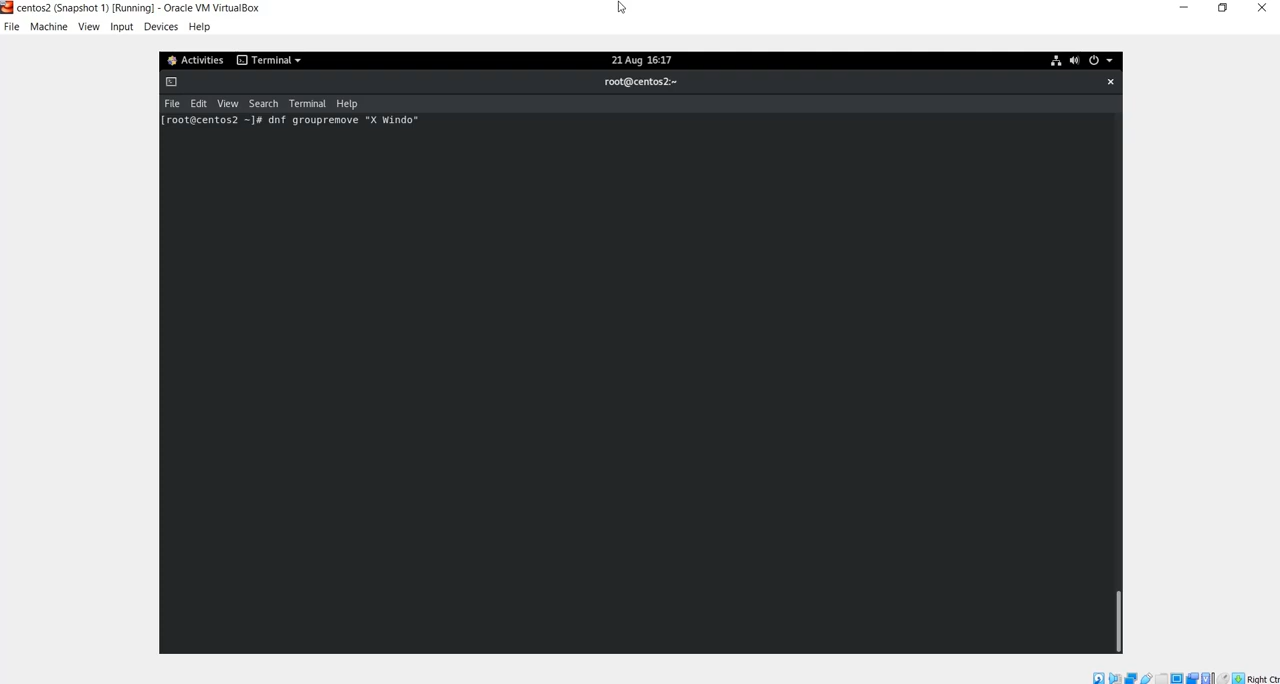 centos2 (Snapshot 1) [Running] - Oracle VM VirtualBox
File Machine View Input Devices Help
Activities Terminal 21 Aug 16:17
root@centos2:~
File Edit View Search Terminal Help
[root@centos2 ~]# dnf groupremove "X Windo"
Right Ct